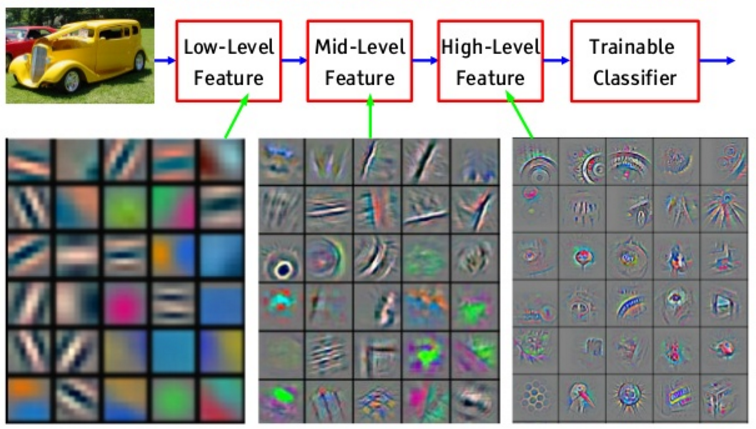 Low-Level
Feature
Mid-Level
Feature
High-Level
Feature
Trainable
Classifier